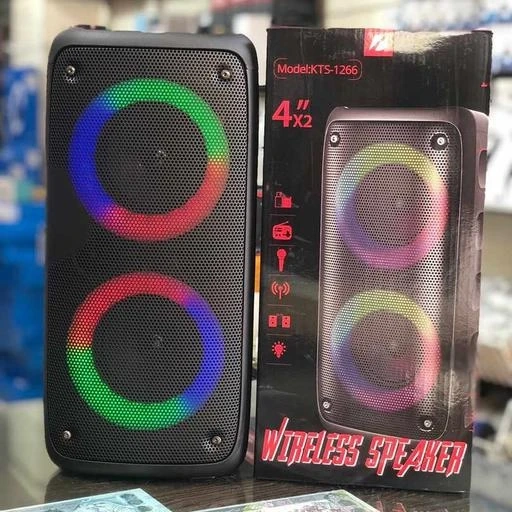 Model:KTS-1266
4"x2
WIRELESS SPEAKER